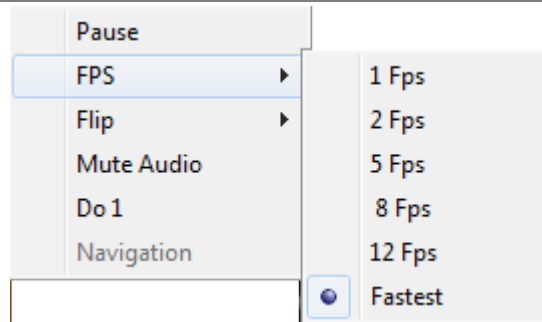 Pause
FPS
Flip
Mute Audio
Do 1
Navigation
1 Fps
2 Fps
5 Fps
8 Fps
12 Fps
Fastest